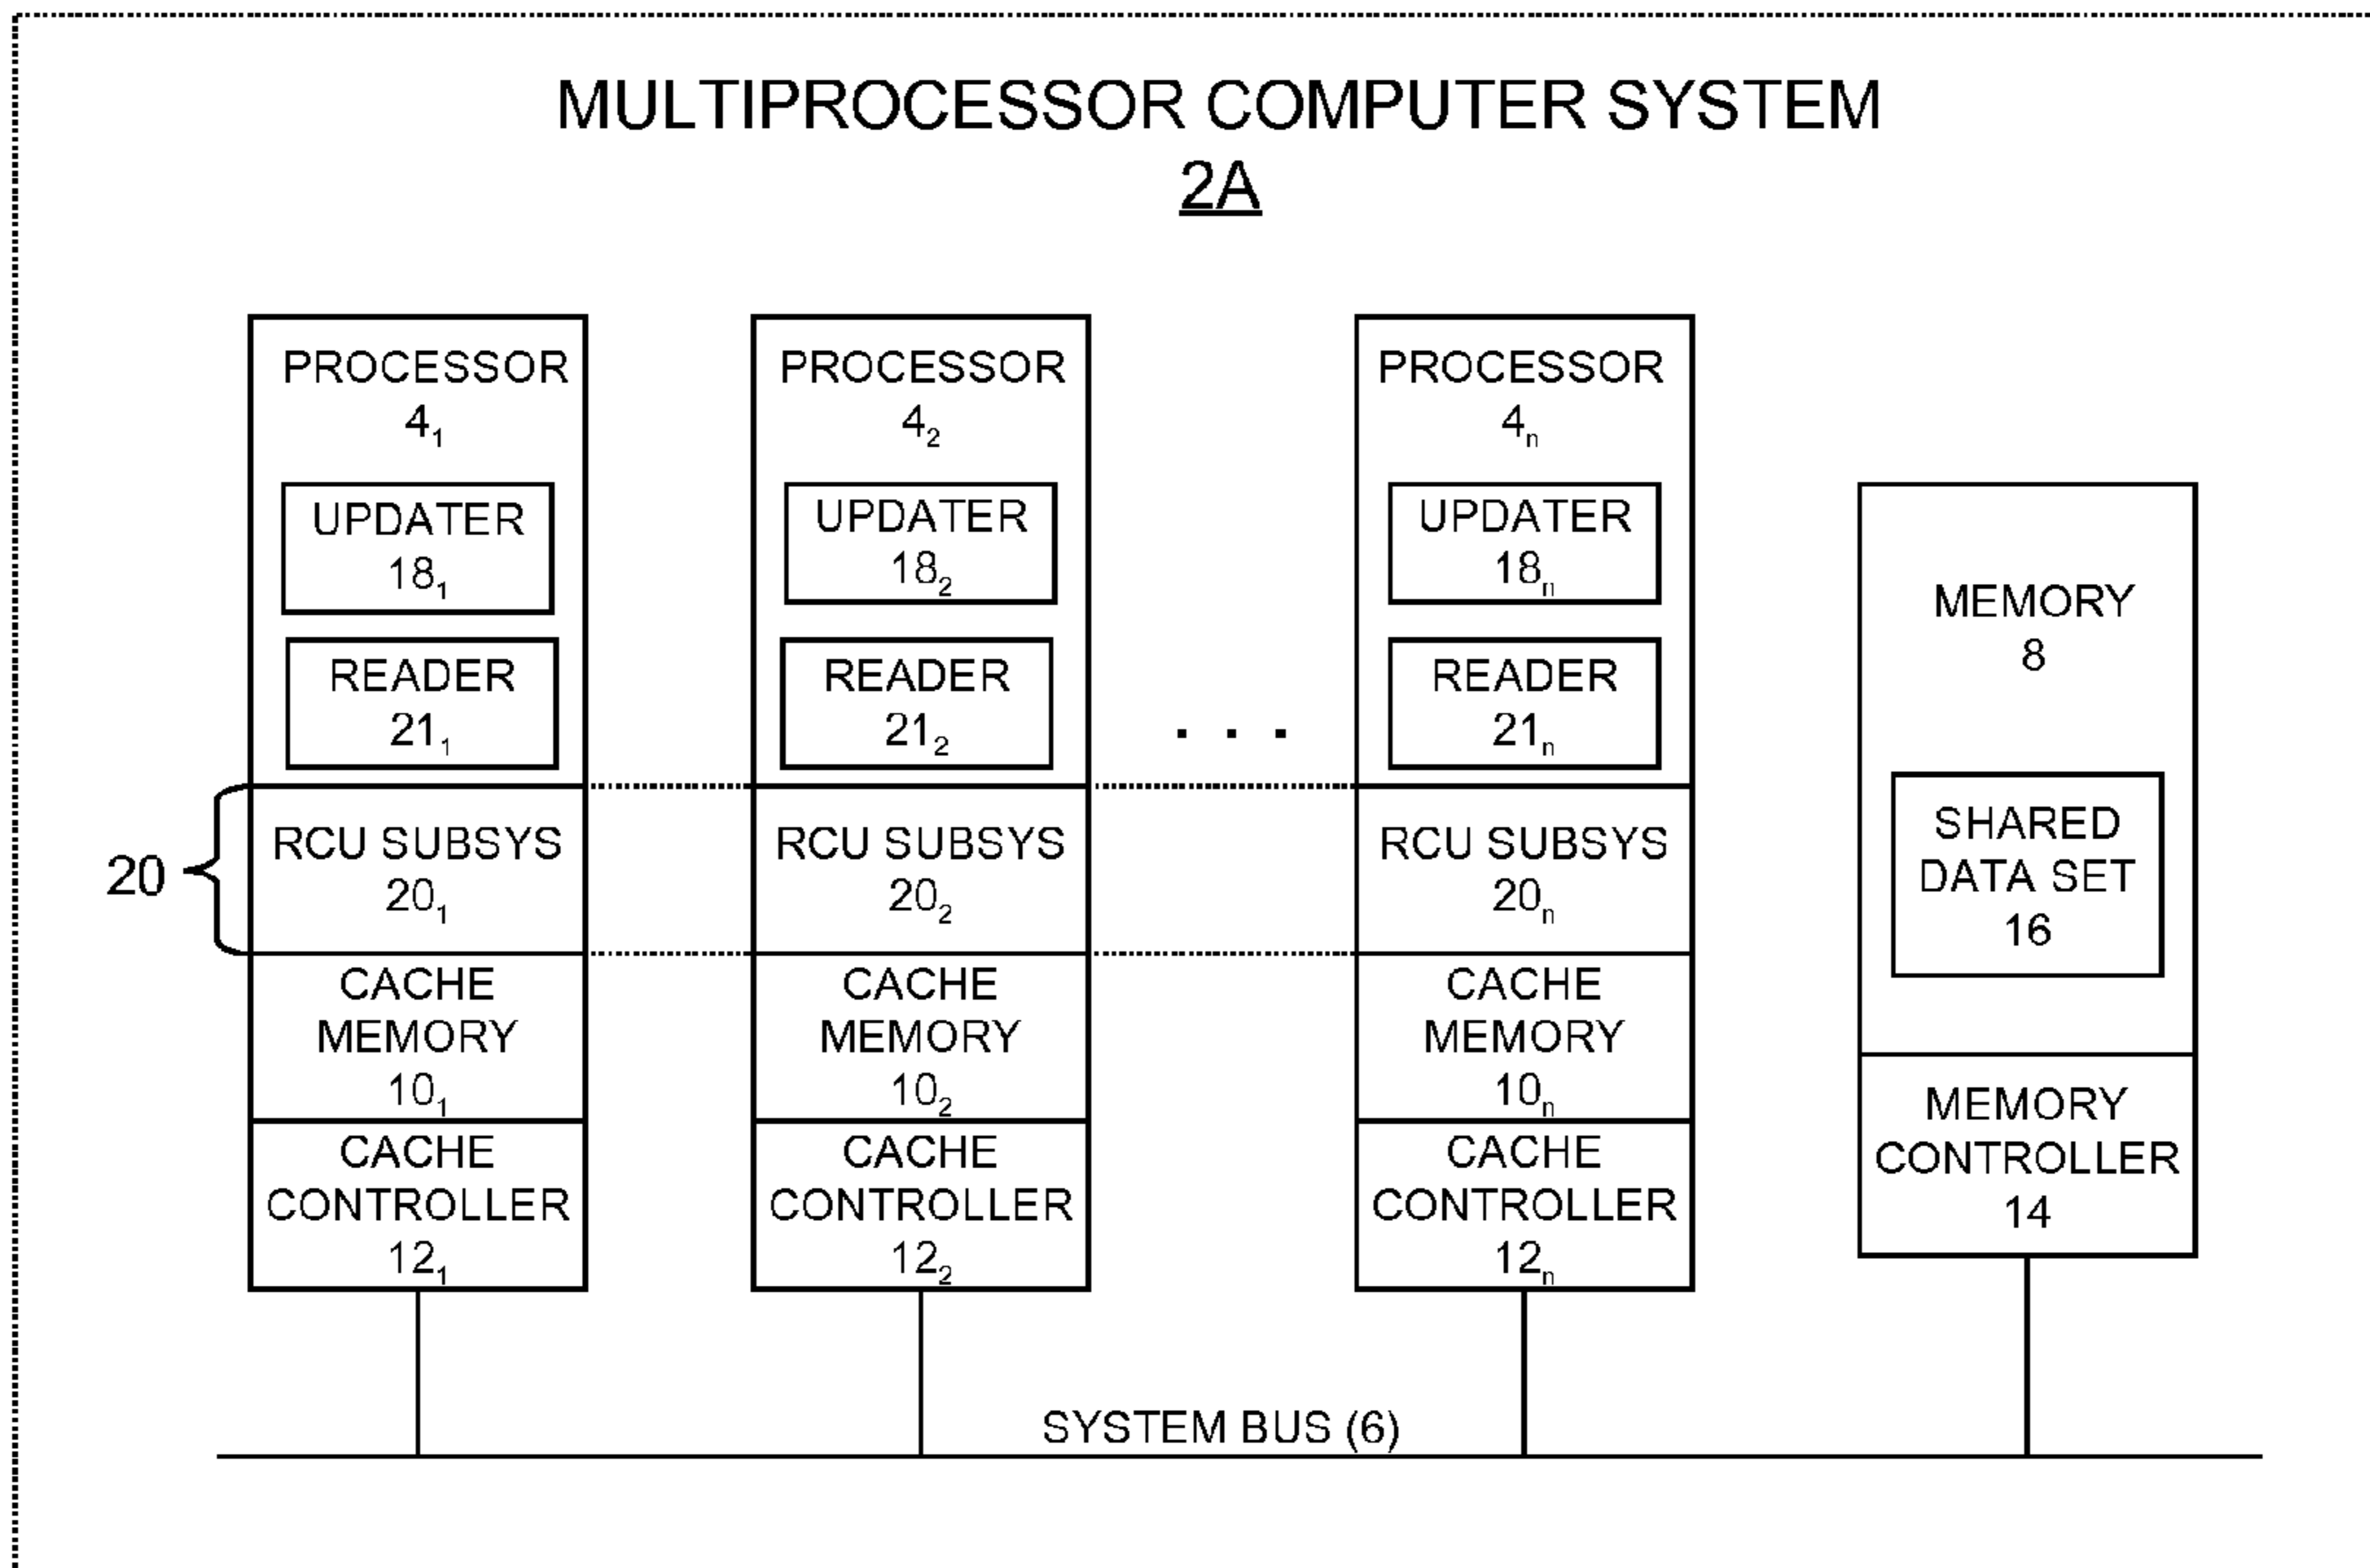 MULTIPROCESSOR COMPUTER SYSTEM
2A
PROCESSOR
4₁
UPDATER
18₁
READER
21₁
RCU SUBSYS
20₁
CACHE
MEMORY
10₁
CACHE
CONTROLLER
12₁
20
PROCESSOR
4₂
UPDATER
18₂
READER
21₂
RCU SUBSYS
20₂
CACHE
MEMORY
10₂
CACHE
CONTROLLER
12₂
. . .
PROCESSOR
4ₙ
UPDATER
18ₙ
READER
21ₙ
RCU SUBSYS
20ₙ
CACHE
MEMORY
10ₙ
CACHE
CONTROLLER
12ₙ
MEMORY
8
SHARED
DATA SET
16
MEMORY
CONTROLLER
14
SYSTEM BUS (6)